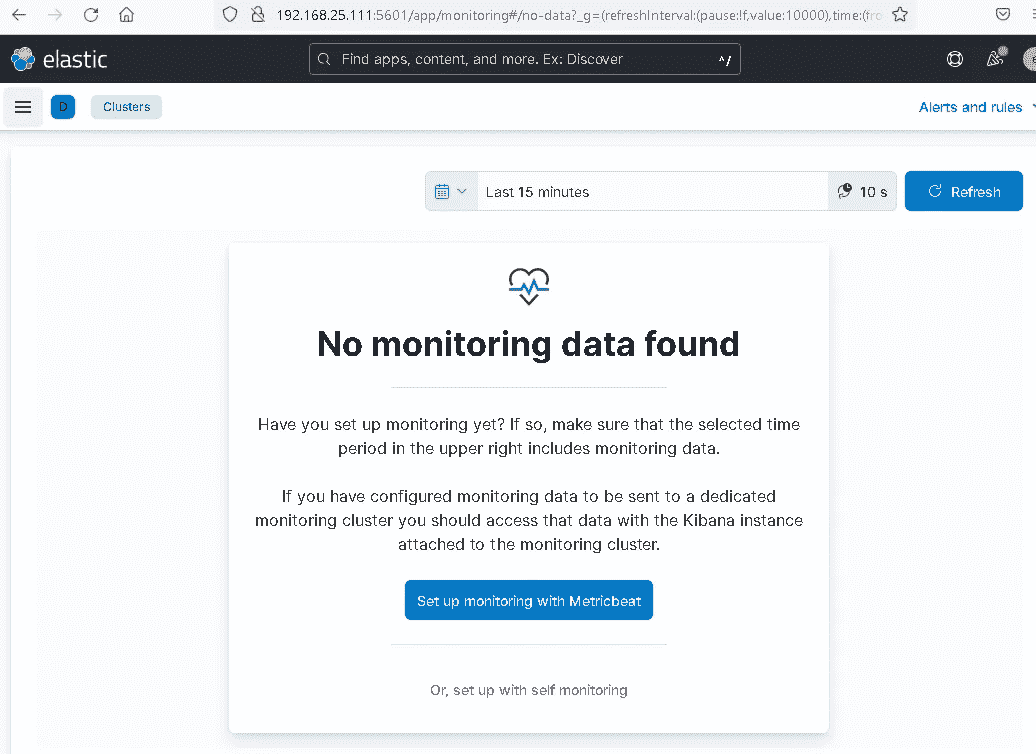 192.168.25.111:5601/app/monitoring#/no-data?_g=(refreshInterval:(pause:!f,value:10000),time:(fro
elastic
Find apps, content, and more. Ex: Discover
^/
D
Clusters
Alerts and rules
Last 15 minutes
10 s
Refresh
No monitoring data found
Have you set up monitoring yet? If so, make sure that the selected time
period in the upper right includes monitoring data.
If you have configured monitoring data to be sent to a dedicated
monitoring cluster you should access that data with the Kibana instance
attached to the monitoring cluster.
Set up monitoring with Metricbeat
Or, set up with self monitoring